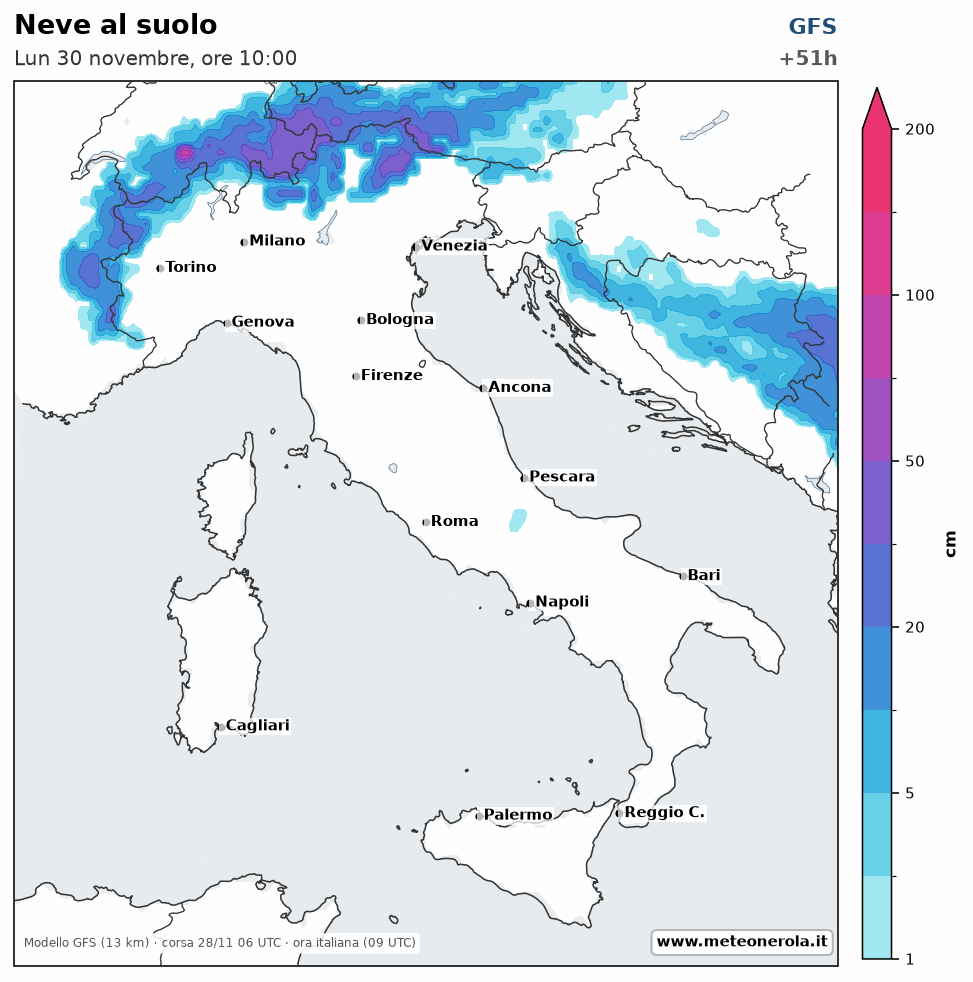 Neve al suolo
GFS
Lun 30 novembre, ore 10:00
+51h
200
100
50
20
5
1
cm
Milano
Venezia
Torino
Genova
Bologna
Firenze
Ancona
Pescara
Roma
Bari
Napoli
Cagliari
Palermo
Reggio C.
Modello GFS (13 km) · corsa 28/11 06 UTC · ora italiana (09 UTC)
www.meteonerola.it